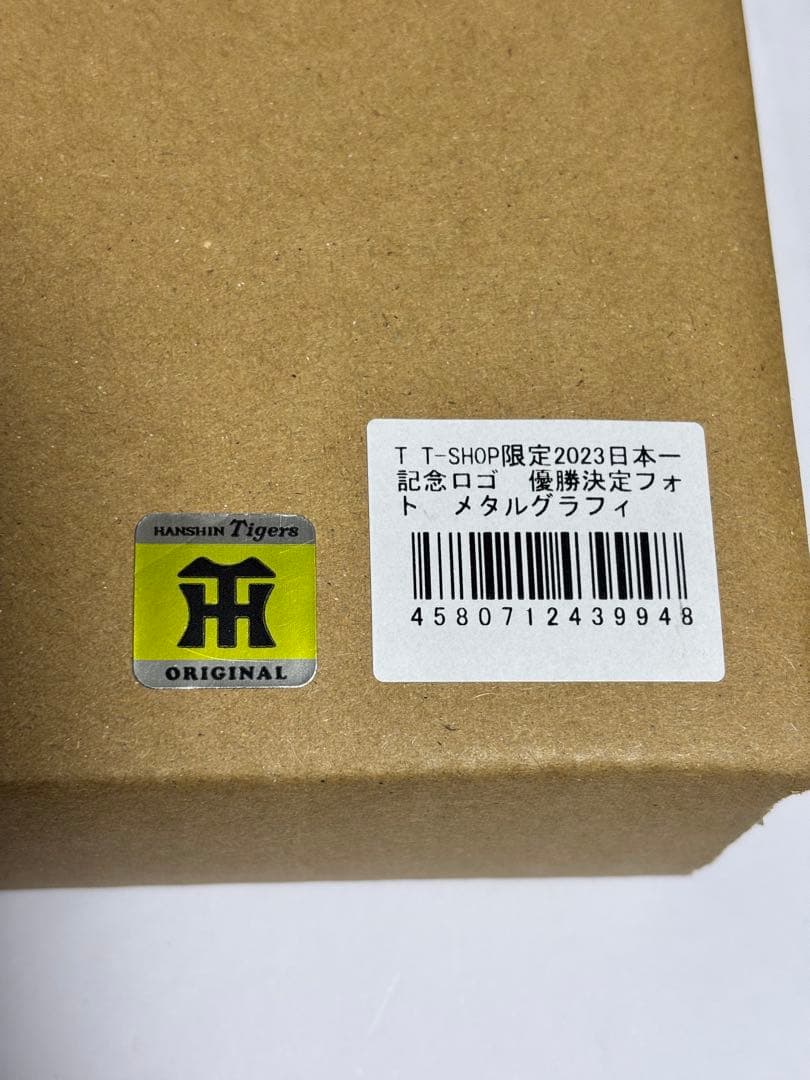 T T-SHOP限定2023日本一
記念ロゴ　優勝決定フォ
ト　メタルグラフィ
4580712439948
HANSHIN Tigers
TH
ORIGINAL